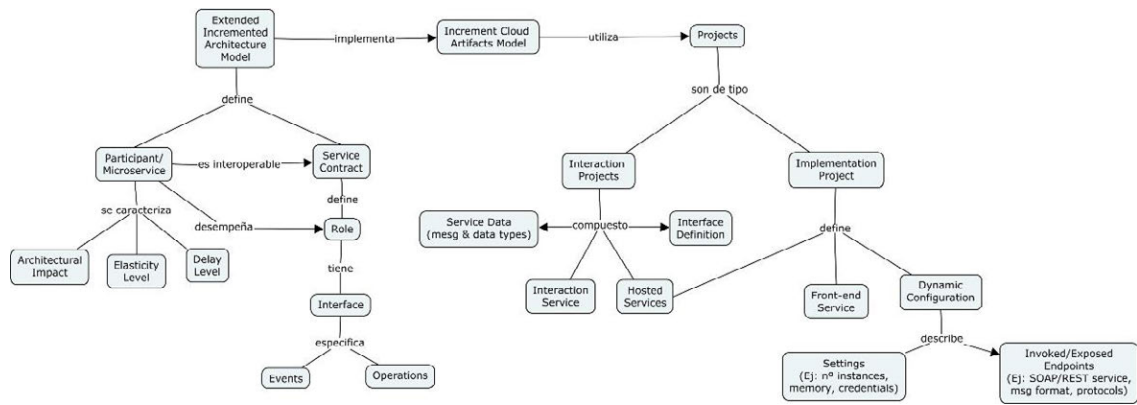 Extended
Incremented
Architecture
Model
implementa
Increment Cloud
Artifacts Model
utiliza
Projects
define
son de tipo
Participant/
Microservice
es interoperable
Service
Contract
Interaction
Projects
Implementation
Project
se caracteriza
desempeña
define
Role
Service Data
(mesg & data types)
compuesto
Interface
Definition
define
Architectural
Impact
Elasticity
Level
Delay
Level
tiene
Interaction
Service
Hosted
Services
Front-end
Service
Dynamic
Configuration
Interface
especifica
describe
Events
Operations
Settings
(Ej: nº instances,
memory, credentials)
Invoked/Exposed
Endpoints
(Ej: SOAP/REST service,
msg format, protocols)